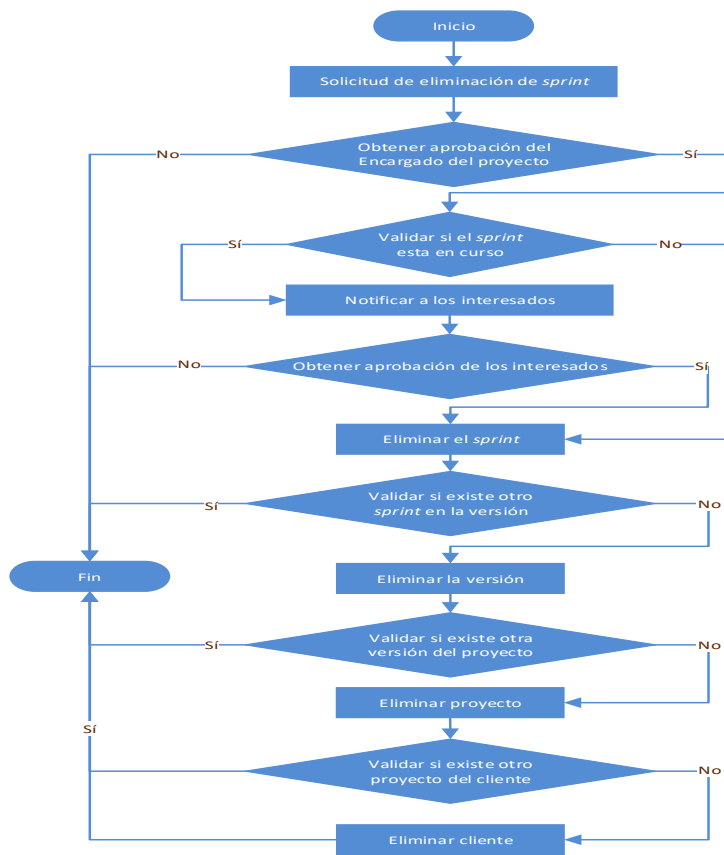 Inicio
Solicitud de eliminación de sprint
Obtener aprobación del
Encargado del proyecto
No
Sí
Validar si el sprint
esta en curso
Sí
No
Notificar a los interesados
Obtener aprobación de los interesados
No
Sí
Eliminar el sprint
Validar si existe otro
sprint en la versión
Sí
No
Fin
Eliminar la versión
Validar si existe otra
versión del proyecto
Sí
No
Eliminar proyecto
Sí
Validar si existe otro
proyecto del cliente
No
Eliminar cliente